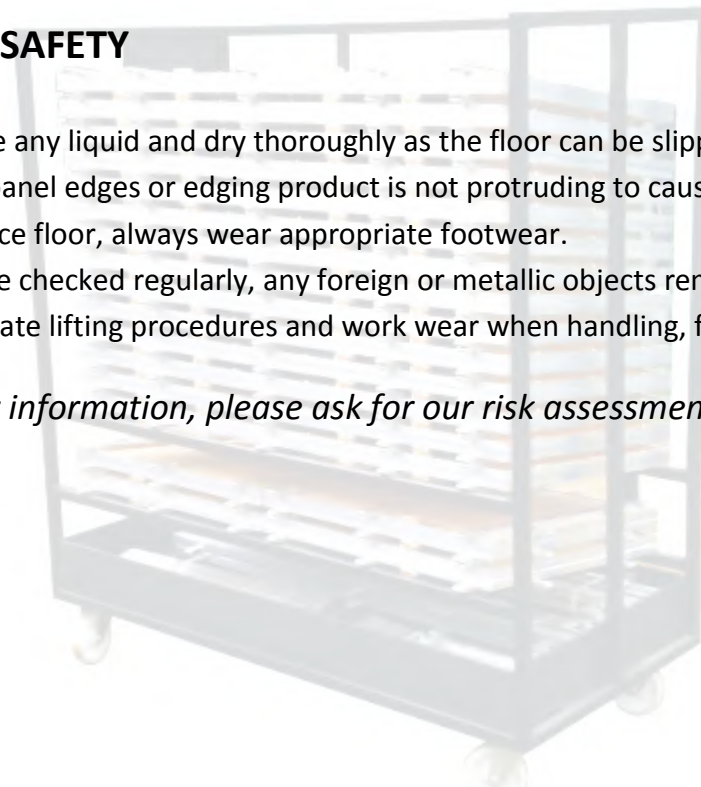 SAFETY
e any liquid and dry thoroughly as the floor can be slipp
panel edges or edging product is not protruding to caus
ce floor, always wear appropriate footwear.
e checked regularly, any foreign or metallic objects rem
ate lifting procedures and work wear when handling, f
information, please ask for our risk assessmen